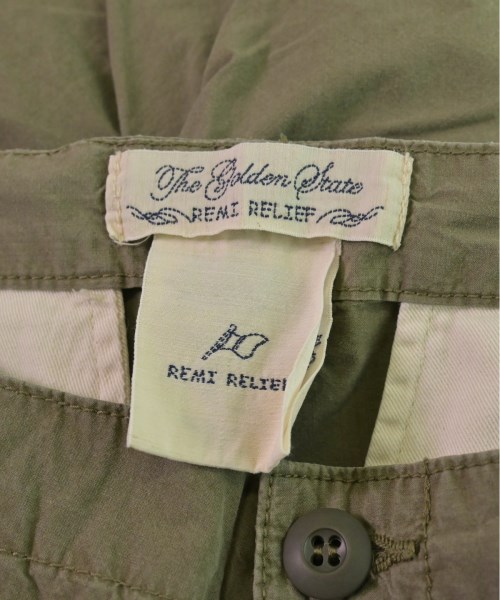 The Golden State
REMI RELIEF
REMI RELIEF